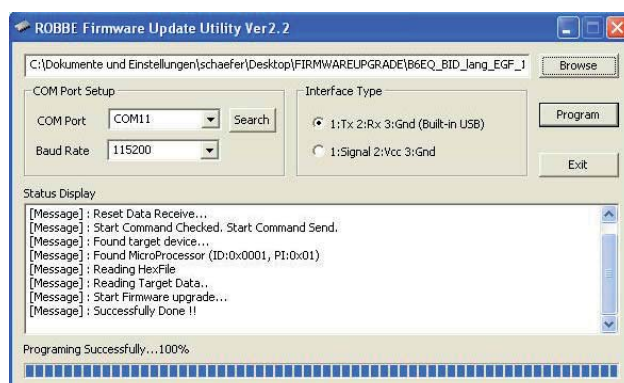 ROBBE Firmware Update Utility Ver2.2
C:\Dokumente und Einstellungen\schaefer\Desktop\FIRMWAREUPGRADE\B6EQ_BID_lang_EGF_1
Browse
COM Port Setup
Interface Type
COM Port
COM11
Search
1:Tx 2:Rx 3:Gnd (Built-in USB)
Program
Baud Rate
115200
1:Signal 2:Vcc 3:Gnd
Exit
Status Display
[Message] : Reset Data Receive...
[Message] : Start Command Checked. Start Command Send.
[Message] : Found target device...
[Message] : Found MicroProcessor (ID:0x0001, PI:0x01)
[Message] : Reading HexFile
[Message] : Reading Target Data..
[Message] : Start Firmware upgrade...
[Message] : Successfully Done !!
Programing Successfully...100%